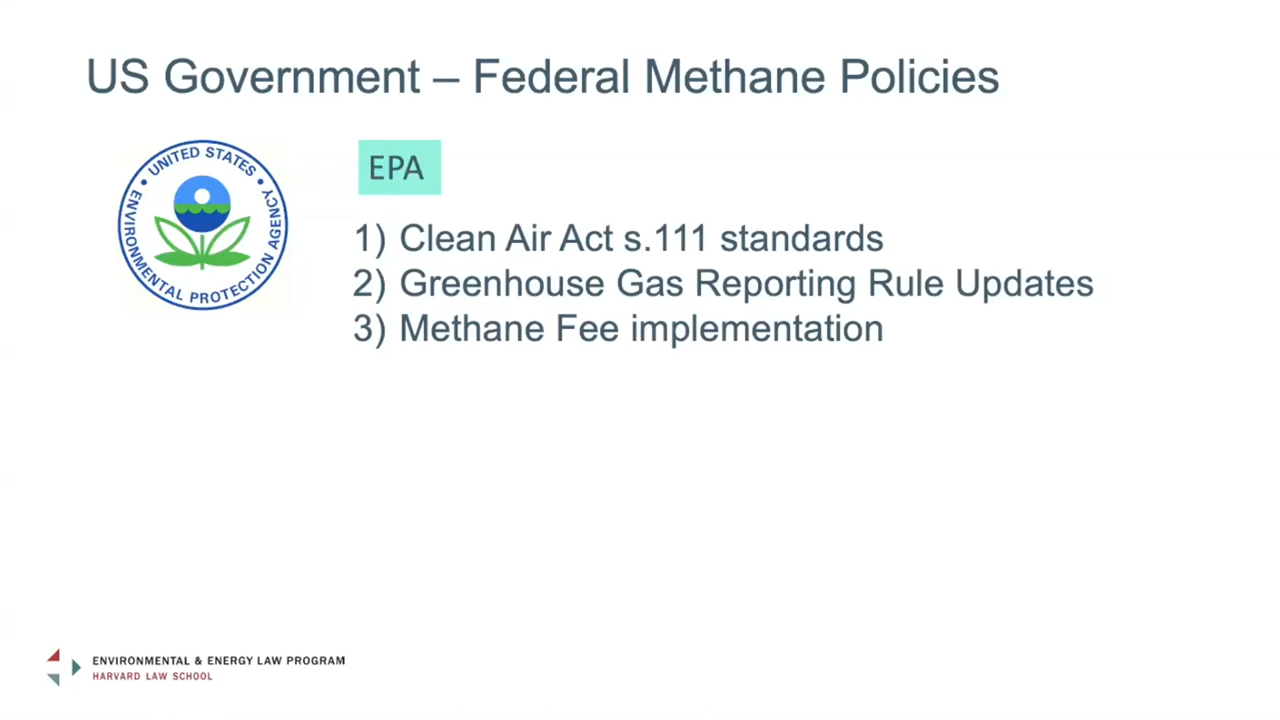 US Government – Federal Methane Policies
UNITED STATES
ENVIRONMENTAL PROTECTION AGENCY
EPA
1) Clean Air Act s.111 standards
2) Greenhouse Gas Reporting Rule Updates
3) Methane Fee implementation
ENVIRONMENTAL & ENERGY LAW PROGRAM
HARVARD LAW SCHOOL